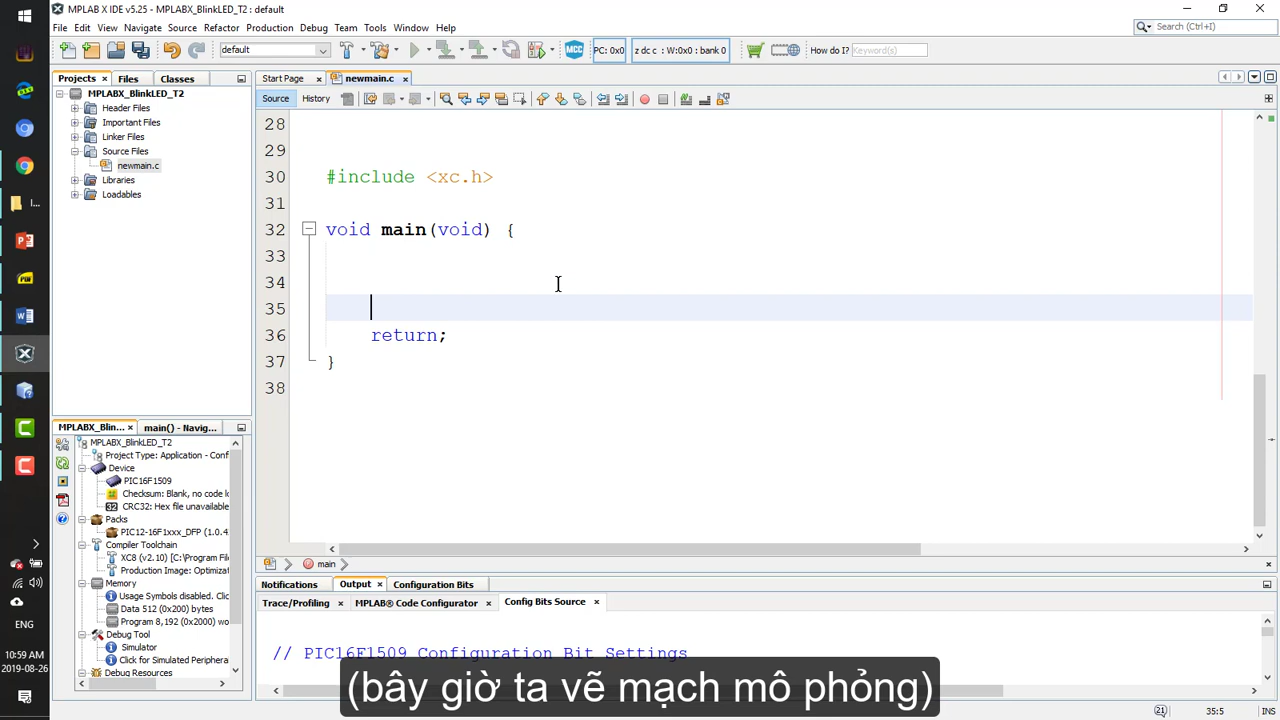 MPLAB X IDE v5.25 - MPLABX_BlinkLED_T2 : default
File Edit View Navigate Source Refactor Production Debug Team Tools Window Help
Search (Ctrl+I)
default
PC: 0x0
z dc c : W:0x0 : bank 0
How do I? Keyword(s)
Projects Files Classes
Start Page newmain.c
MPLABX_BlinkLED_T2
Header Files
Important Files
Linker Files
Source Files
newmain.c
Libraries
Loadables
Source History
28
29
30 #include <xc.h>
31
32 void main(void) {
33
34
35
36 return;
37 }
38
MPLABX_Blin... main() - Navig...
MPLABX_BlinkLED_T2
Project Type: Application - Conf
Device
PIC16F1509
Checksum: Blank, no code lo
CRC32: Hex file unavailable
Packs
PIC12-16F1xxx_DFP (1.0.4
Compiler Toolchain
XC8 (v2.10) [C:\Program File
Production Image: Optimizat
Memory
Usage Symbols disabled. Clic
Data 512 (0x200) bytes
Program 8,192 (0x2000) wo
Debug Tool
Simulator
Click for Simulated Periphera
Debug Resources
main
Notifications Output Configuration Bits
Trace/Profiling MPLAB® Code Configurator Config Bits Source
// PIC16F1509 Configuration Bit Settings
(bây giờ ta vẽ mạch mô phỏng)
I...
ENG
10:59 AM
2019-08-26
21 35:5 INS